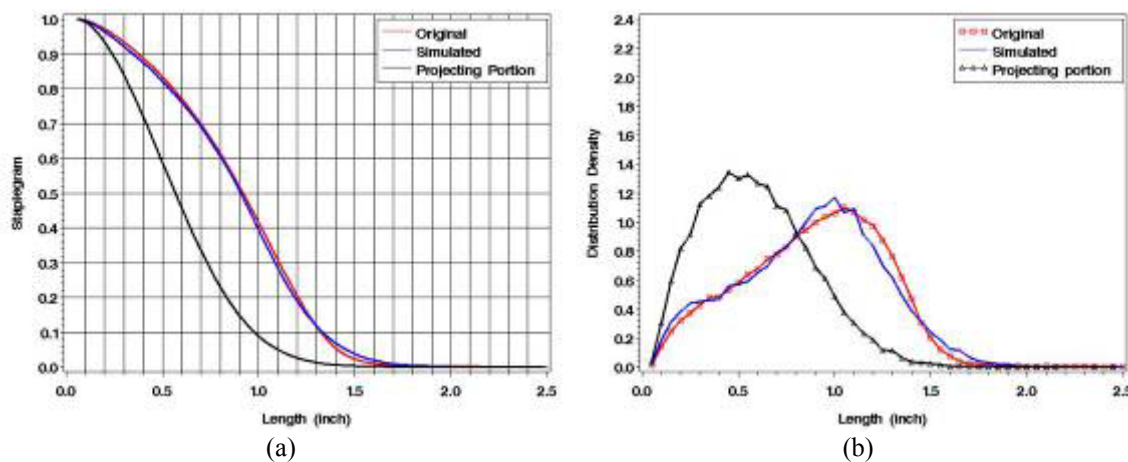 1.0
0.9
0.8
0.7
0.6
0.5
0.4
0.3
0.2
0.1
0.0
Staplegram
Original
Simulated
Projecting Portion
0.0 0.5 1.0 1.5 2.0 2.5
Length (inch)
(a)
2.4
2.2
2.0
1.8
1.6
1.4
1.2
1.0
0.8
0.6
0.4
0.2
0.0
Distribution Density
Original
Simulated
Projecting portion
0.0 0.5 1.0 1.5 2.0 2.5
Length (inch)
(b)